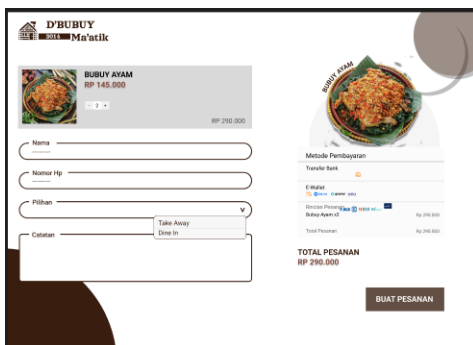 D'BUBUY
2014 Ma'atik
BUBUY AYAM
RP 145.000
- 2 +
RP 290.000
Nama
Nomor Hp
Pilihan
v
Take Away
Dine In
Catatan
BUBUY AYAM
Metode Pembayaran
Transfer Bank
E-Wallet
Rincian Pesanan
Bubuy Ayam x2 Rp 290.000
Total Pesanan Rp 290.000
TOTAL PESANAN
RP 290.000
BUAT PESANAN